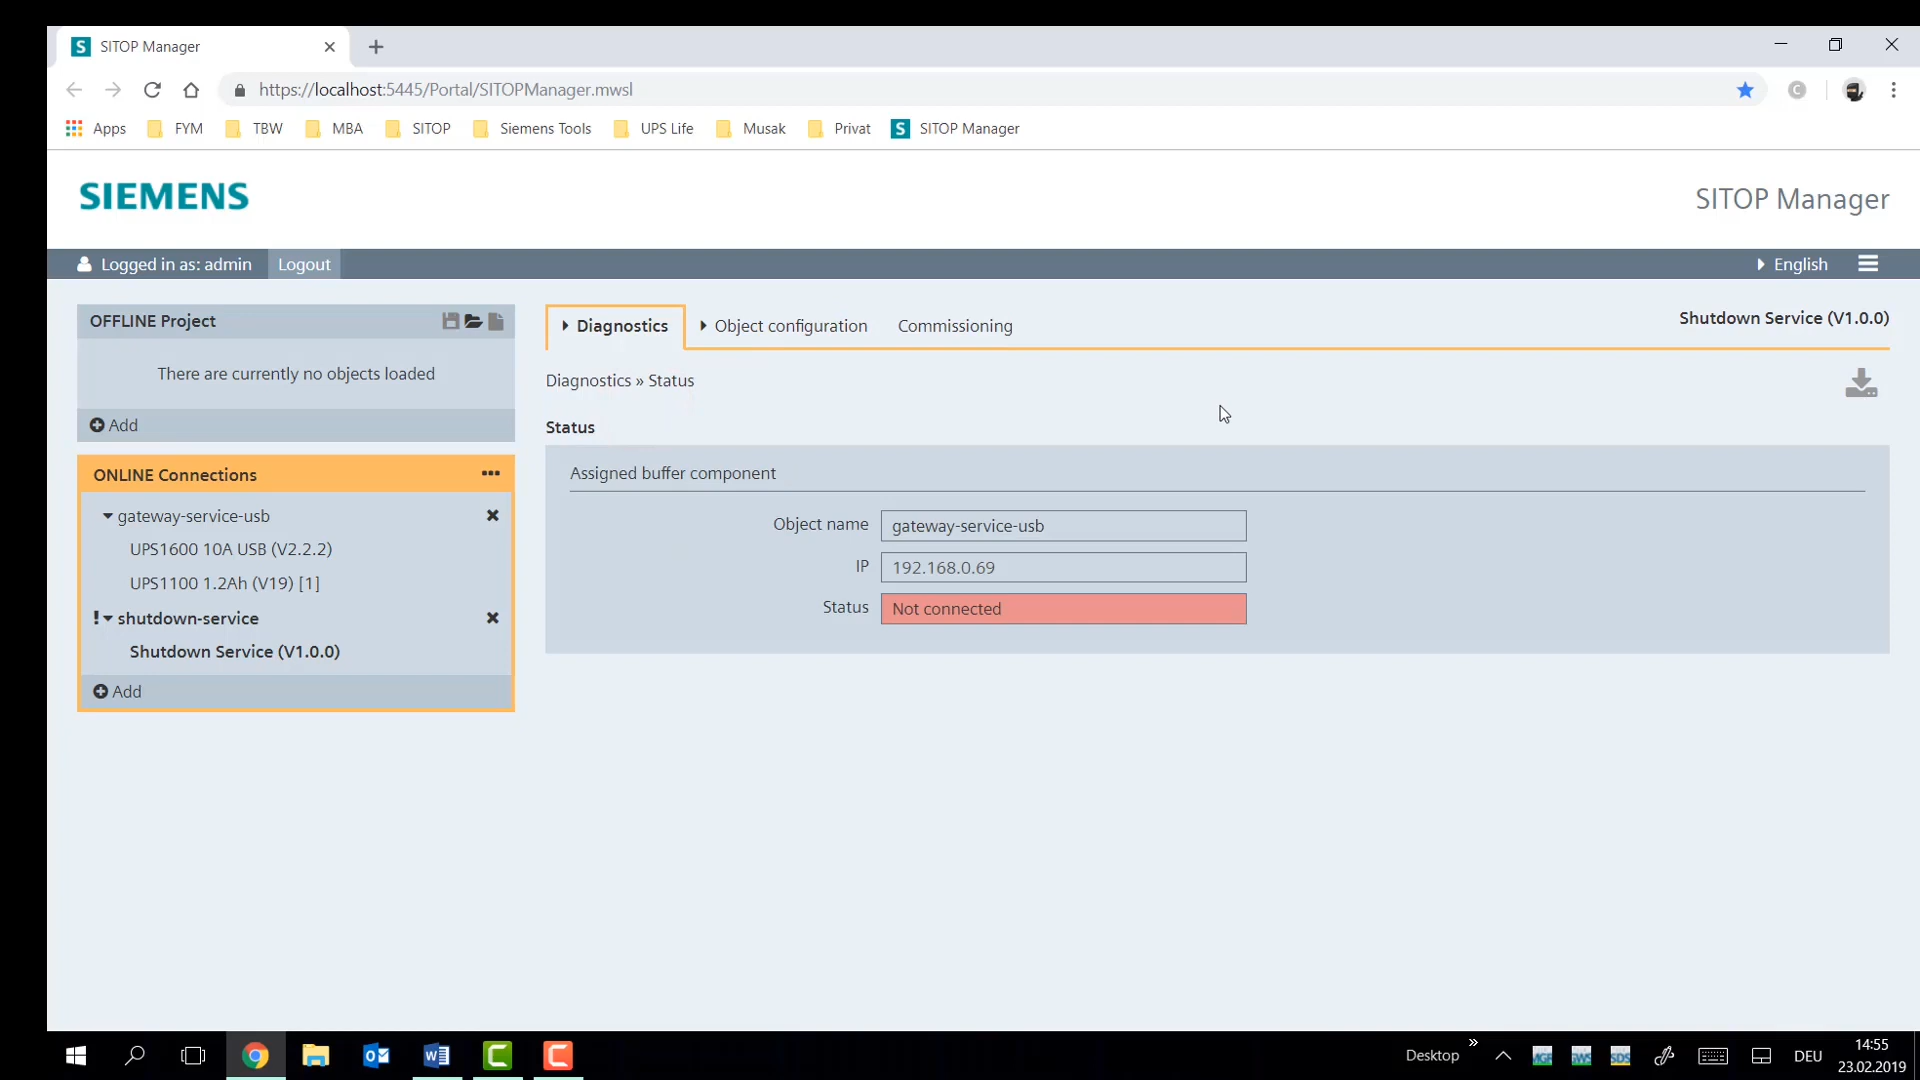 S SITOP Manager
https://localhost:5445/Portal/SITOPManager.mwsl
Apps FYM TBW MBA SITOP Siemens Tools UPS Life Musak Privat S SITOP Manager
SIEMENS
SITOP Manager
Logged in as: admin Logout
English
OFFLINE Project
There are currently no objects loaded
Add
ONLINE Connections
gateway-service-usb
UPS1600 10A USB (V2.2.2)
UPS1100 1.2Ah (V19) [1]
! shutdown-service
Shutdown Service (V1.0.0)
Add
Diagnostics Object configuration Commissioning
Shutdown Service (V1.0.0)
Diagnostics » Status
Status
Assigned buffer component
Object name gateway-service-usb
IP 192.168.0.69
Status Not connected
Desktop » DEU 14:55
23.02.2019